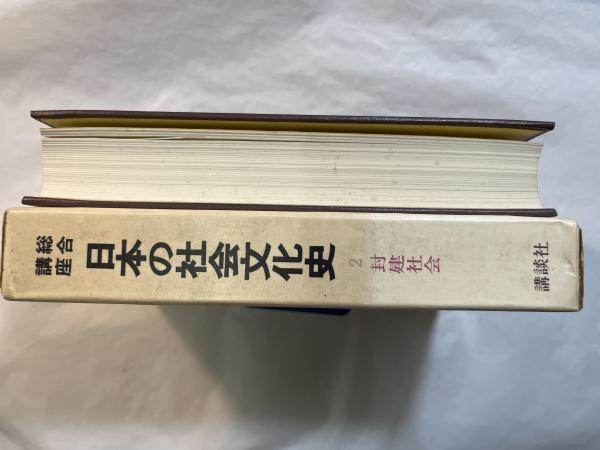 総合講座
日本の社会文化史
2
封建社会
講談社